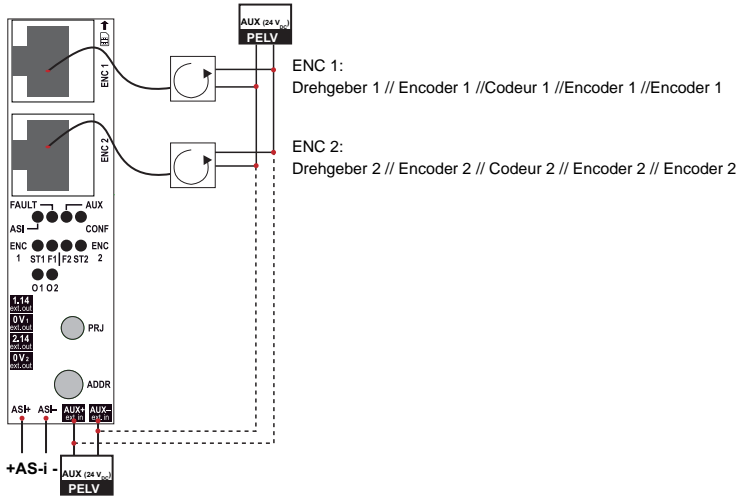 AUX (24 VDC)
PELV
ENC 1
ENC 1:
Drehgeber 1 // Encoder 1 //Codeur 1 //Encoder 1 //Encoder 1
ENC 2
ENC 2:
Drehgeber 2 // Encoder 2 // Codeur 2 // Encoder 2 // Encoder 2
FAULT AUX
ASI CONF
ENC ENC
1 ST1 F1 F2 ST2 2
O1 O2
1.14
ext.out
0V1
ext.out
2.14
ext.out
0V2
ext.out
PRJ
ADDR
ASI+ ASI– AUX+ AUX–
ext.in ext.in
+AS-i -
AUX (24 VDC)
PELV